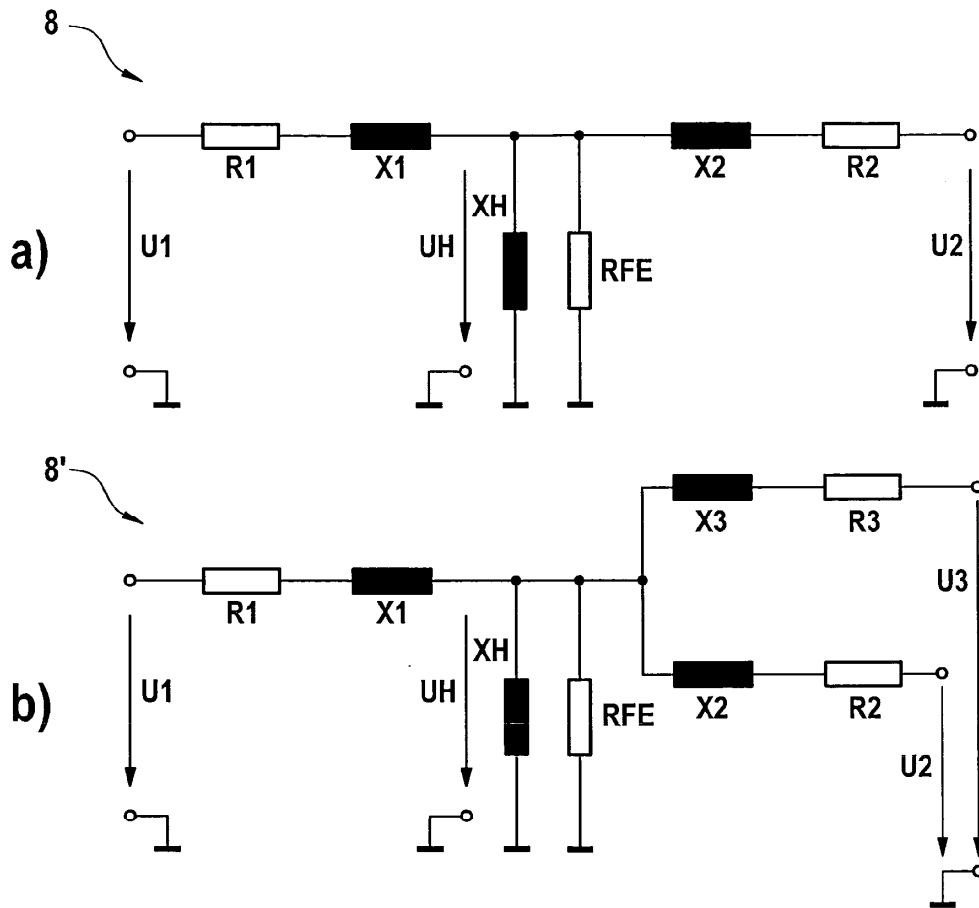 8
R1 X1 X2 R2
XH
a) U1 UH RFE U2
8'
X3 R3
R1 X1 U3
XH
b) U1 UH RFE X2 R2
U2